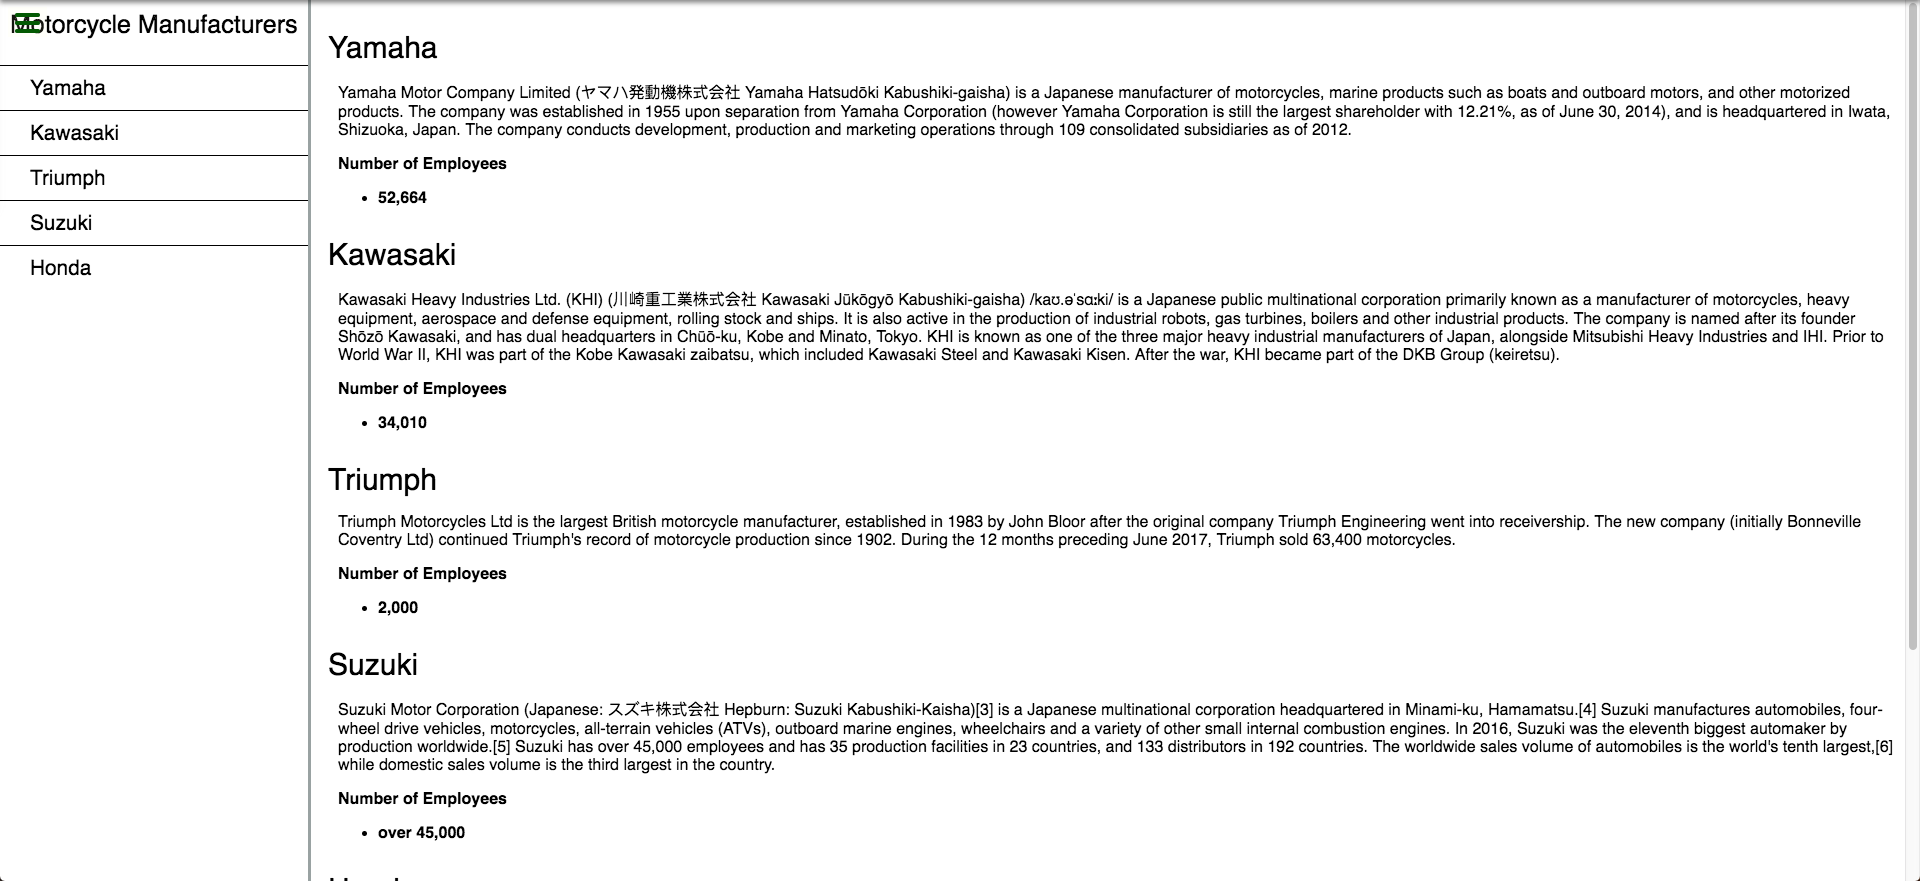 Motorcycle Manufacturers
Yamaha
Kawasaki
Triumph
Suzuki
Honda
Yamaha
Yamaha Motor Company Limited (ヤマハ発動機株式会社 Yamaha Hatsudōki Kabushiki-gaisha) is a Japanese manufacturer of motorcycles, marine products such as boats and outboard motors, and other motorized
products. The company was established in 1955 upon separation from Yamaha Corporation (however Yamaha Corporation is still the largest shareholder with 12.21%, as of June 30, 2014), and is headquartered in Iwata,
Shizuoka, Japan. The company conducts development, production and marketing operations through 109 consolidated subsidiaries as of 2012.
Number of Employees
• 52,664
Kawasaki
Kawasaki Heavy Industries Ltd. (KHI) (川崎重工業株式会社 Kawasaki Jūkōgyō Kabushiki-gaisha) /kaʊ.əˈsɑːki/ is a Japanese public multinational corporation primarily known as a manufacturer of motorcycles, heavy
equipment, aerospace and defense equipment, rolling stock and ships. It is also active in the production of industrial robots, gas turbines, boilers and other industrial products. The company is named after its founder
Shōzō Kawasaki, and has dual headquarters in Chūō-ku, Kobe and Minato, Tokyo. KHI is known as one of the three major heavy industrial manufacturers of Japan, alongside Mitsubishi Heavy Industries and IHI. Prior to
World War II, KHI was part of the Kobe Kawasaki zaibatsu, which included Kawasaki Steel and Kawasaki Kisen. After the war, KHI became part of the DKB Group (keiretsu).
Number of Employees
• 34,010
Triumph
Triumph Motorcycles Ltd is the largest British motorcycle manufacturer, established in 1983 by John Bloor after the original company Triumph Engineering went into receivership. The new company (initially Bonneville
Coventry Ltd) continued Triumph's record of motorcycle production since 1902. During the 12 months preceding June 2017, Triumph sold 63,400 motorcycles.
Number of Employees
• 2,000
Suzuki
Suzuki Motor Corporation (Japanese: スズキ株式会社 Hepburn: Suzuki Kabushiki-Kaisha)[3] is a Japanese multinational corporation headquartered in Minami-ku, Hamamatsu.[4] Suzuki manufactures automobiles, four-
wheel drive vehicles, motorcycles, all-terrain vehicles (ATVs), outboard marine engines, wheelchairs and a variety of other small internal combustion engines. In 2016, Suzuki was the eleventh biggest automaker by
production worldwide.[5] Suzuki has over 45,000 employees and has 35 production facilities in 23 countries, and 133 distributors in 192 countries. The worldwide sales volume of automobiles is the world's tenth largest,[6]
while domestic sales volume is the third largest in the country.
Number of Employees
• over 45,000